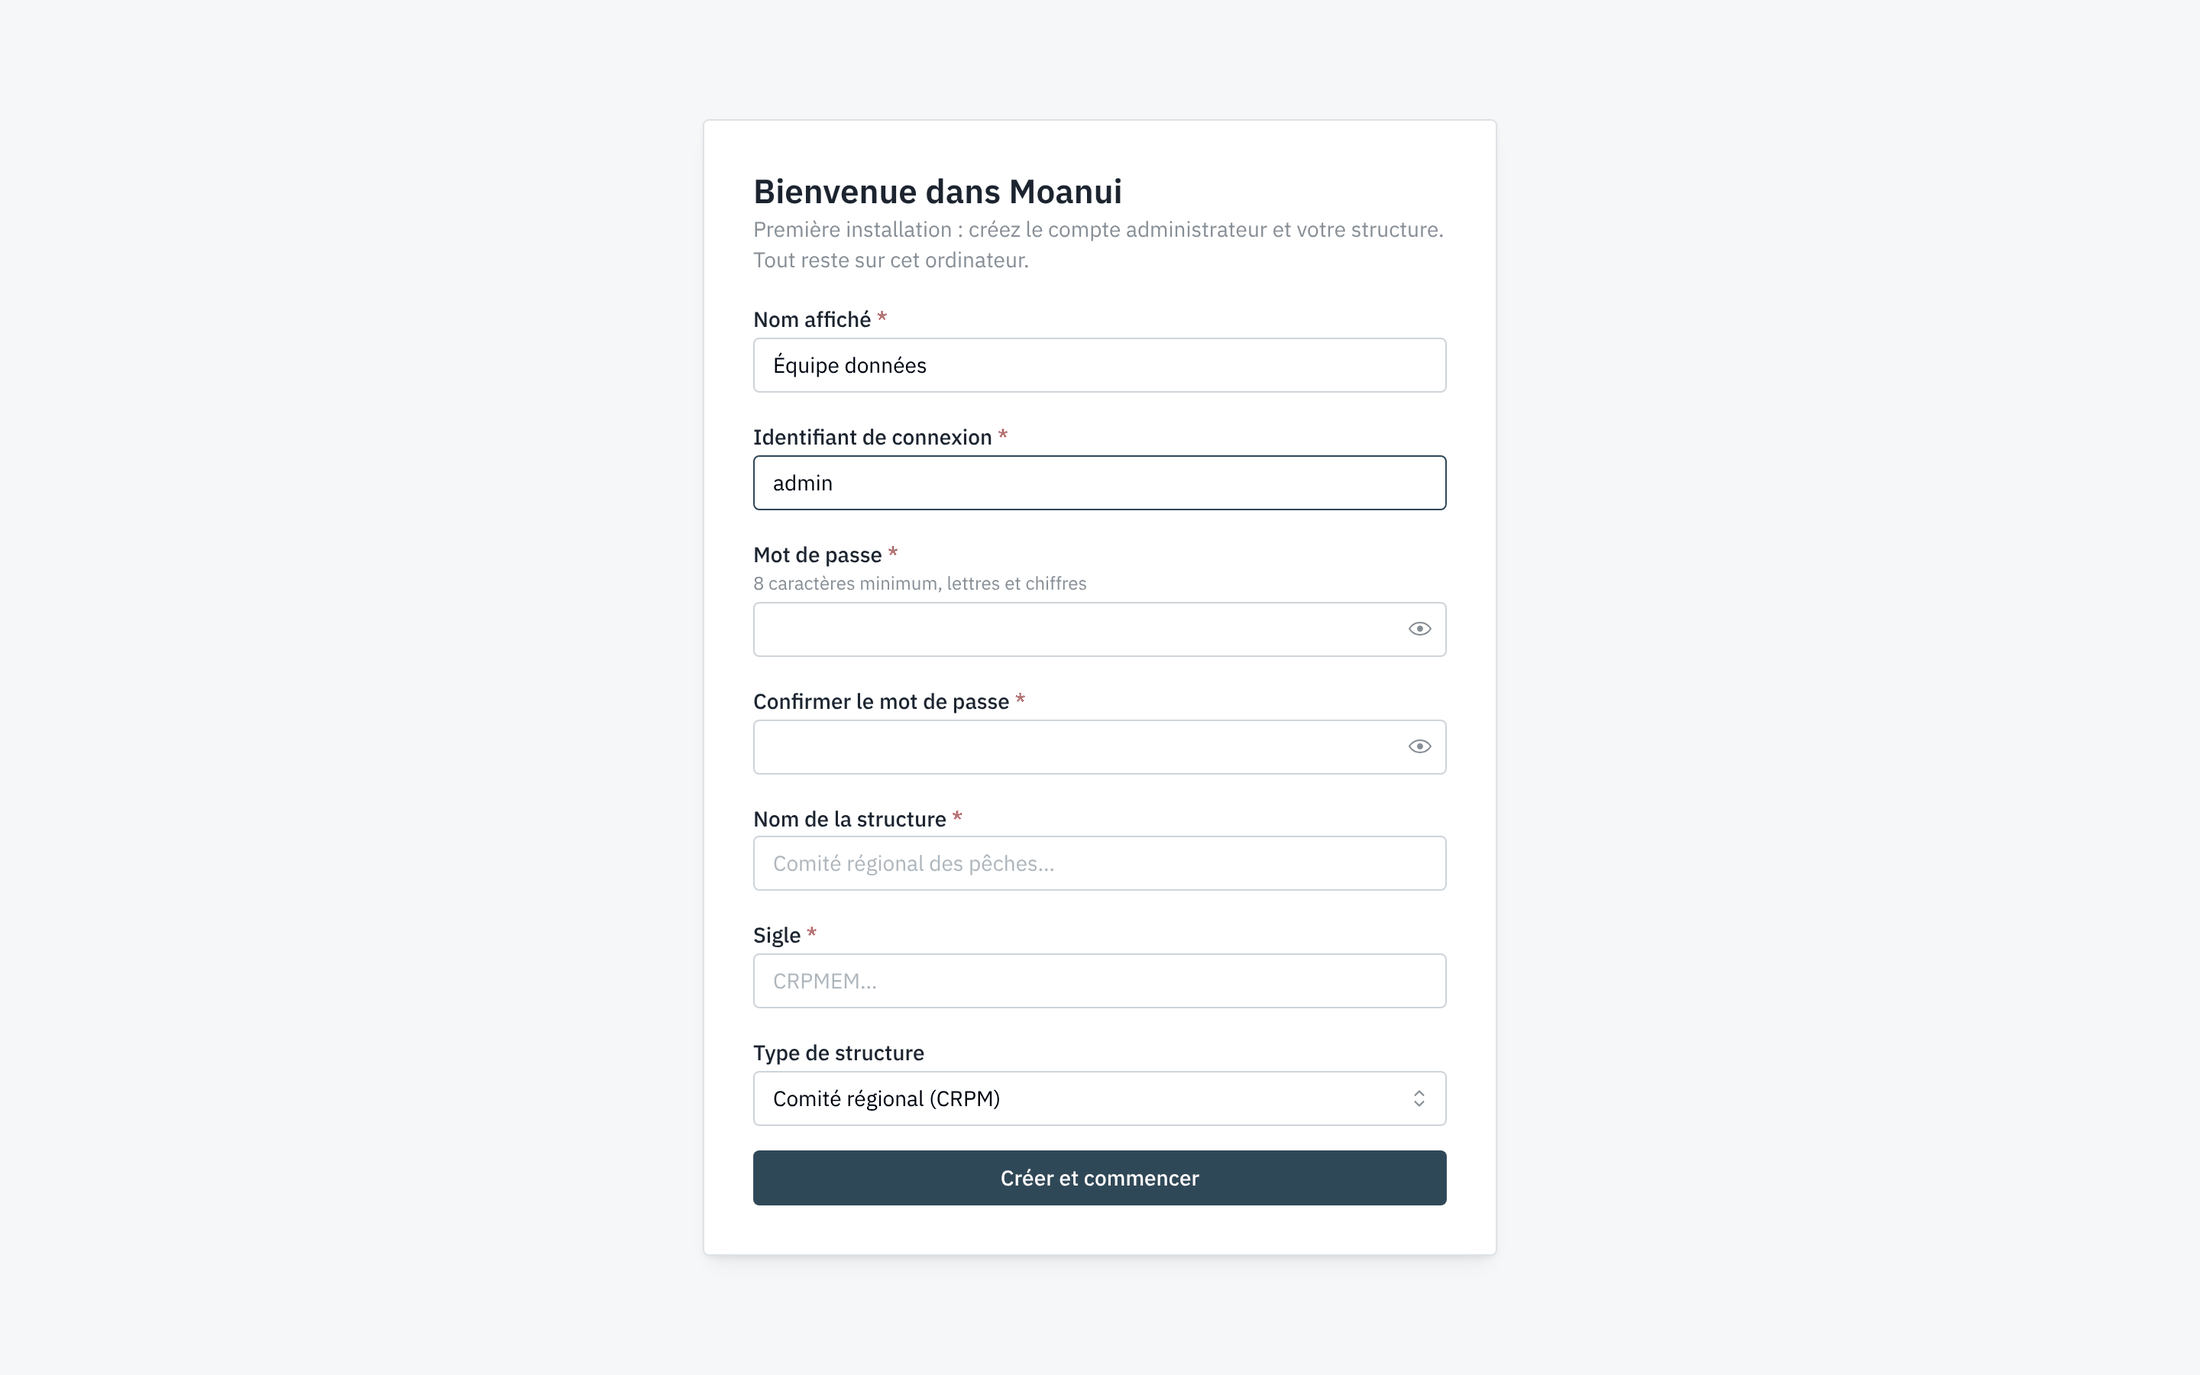 Bienvenue dans Moanui
Première installation : créez le compte administrateur et votre structure.
Tout reste sur cet ordinateur.
Nom affiché *
Équipe données
Identifiant de connexion *
admin
Mot de passe *
8 caractères minimum, lettres et chiffres
Confirmer le mot de passe *
Nom de la structure *
Comité régional des pêches…
Sigle *
CRPMEM…
Type de structure
Comité régional (CRPM)
Créer et commencer